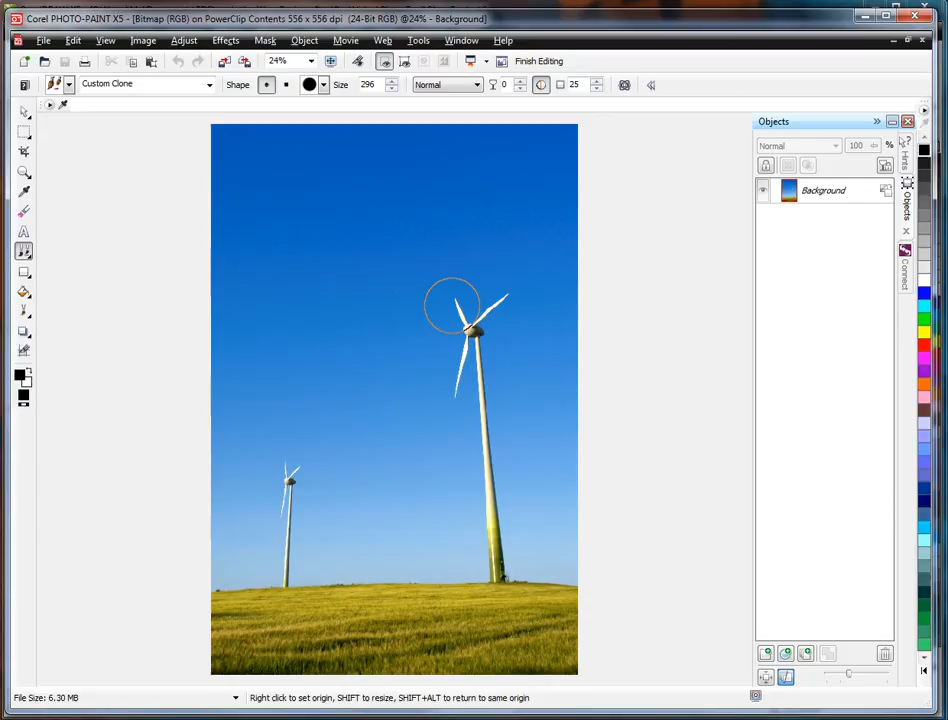 Corel PHOTO-PAINT X5 - [Bitmap (RGB) on PowerClip Contents 556 x 556 dpi (24-Bit RGB) @24% - Background]
File Edit View Image Adjust Effects Mask Object Movie Web Tools Window Help
24% Finish Editing
Custom Clone Shape Size 296 Normal 0 25
Objects
Normal 100 %
Background
Hints
Objects
Connect
File Size: 6.30 MB Right click to set origin, SHIFT to resize, SHIFT+ALT to return to same origin